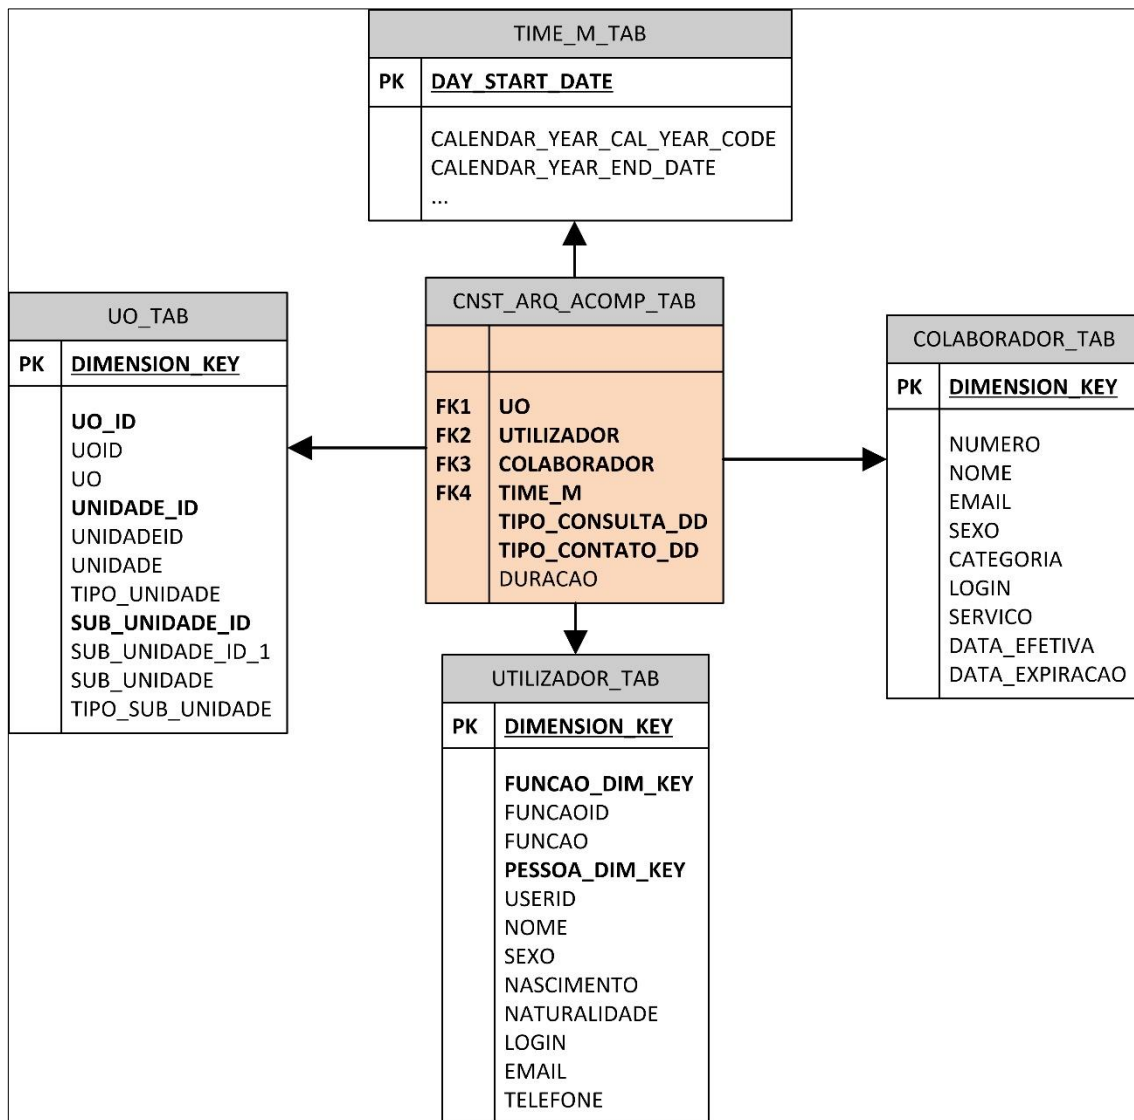 TIME_M_TAB
PK DAY_START_DATE
CALENDAR_YEAR_CAL_YEAR_CODE
CALENDAR_YEAR_END_DATE
...
UO_TAB
PK DIMENSION_KEY
UO_ID
UOID
UO
UNIDADE_ID
UNIDADEID
UNIDADE
TIPO_UNIDADE
SUB_UNIDADE_ID
SUB_UNIDADE_ID_1
SUB_UNIDADE
TIPO_SUB_UNIDADE
CNST_ARQ_ACOMP_TAB
FK1 UO
FK2 UTILIZADOR
FK3 COLABORADOR
FK4 TIME_M
TIPO_CONSULTA_DD
TIPO_CONTATO_DD
DURACAO
COLABORADOR_TAB
PK DIMENSION_KEY
NUMERO
NOME
EMAIL
SEXO
CATEGORIA
LOGIN
SERVICO
DATA_EFETIVA
DATA_EXPIRACAO
UTILIZADOR_TAB
PK DIMENSION_KEY
FUNCAO_DIM_KEY
FUNCAOID
FUNCAO
PESSOA_DIM_KEY
USERID
NOME
SEXO
NASCIMENTO
NATURALIDADE
LOGIN
EMAIL
TELEFONE